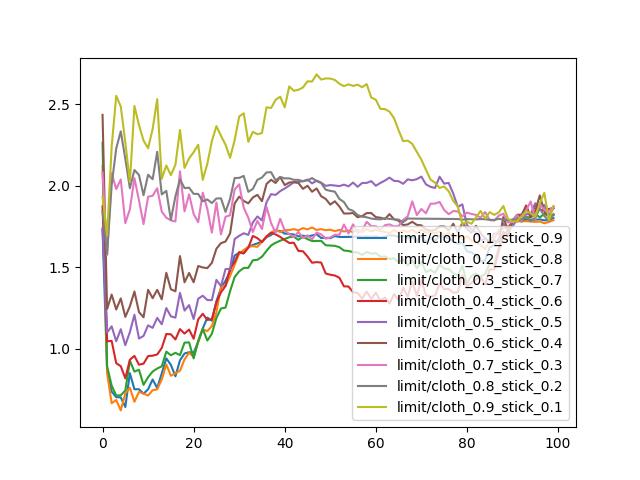 2.5
2.0
1.5
1.0
0
20
40
60
80
100
limit/cloth_0.1_stick_0.9
limit/cloth_0.2_stick_0.8
limit/cloth_0.3_stick_0.7
limit/cloth_0.4_stick_0.6
limit/cloth_0.5_stick_0.5
limit/cloth_0.6_stick_0.4
limit/cloth_0.7_stick_0.3
limit/cloth_0.8_stick_0.2
limit/cloth_0.9_stick_0.1